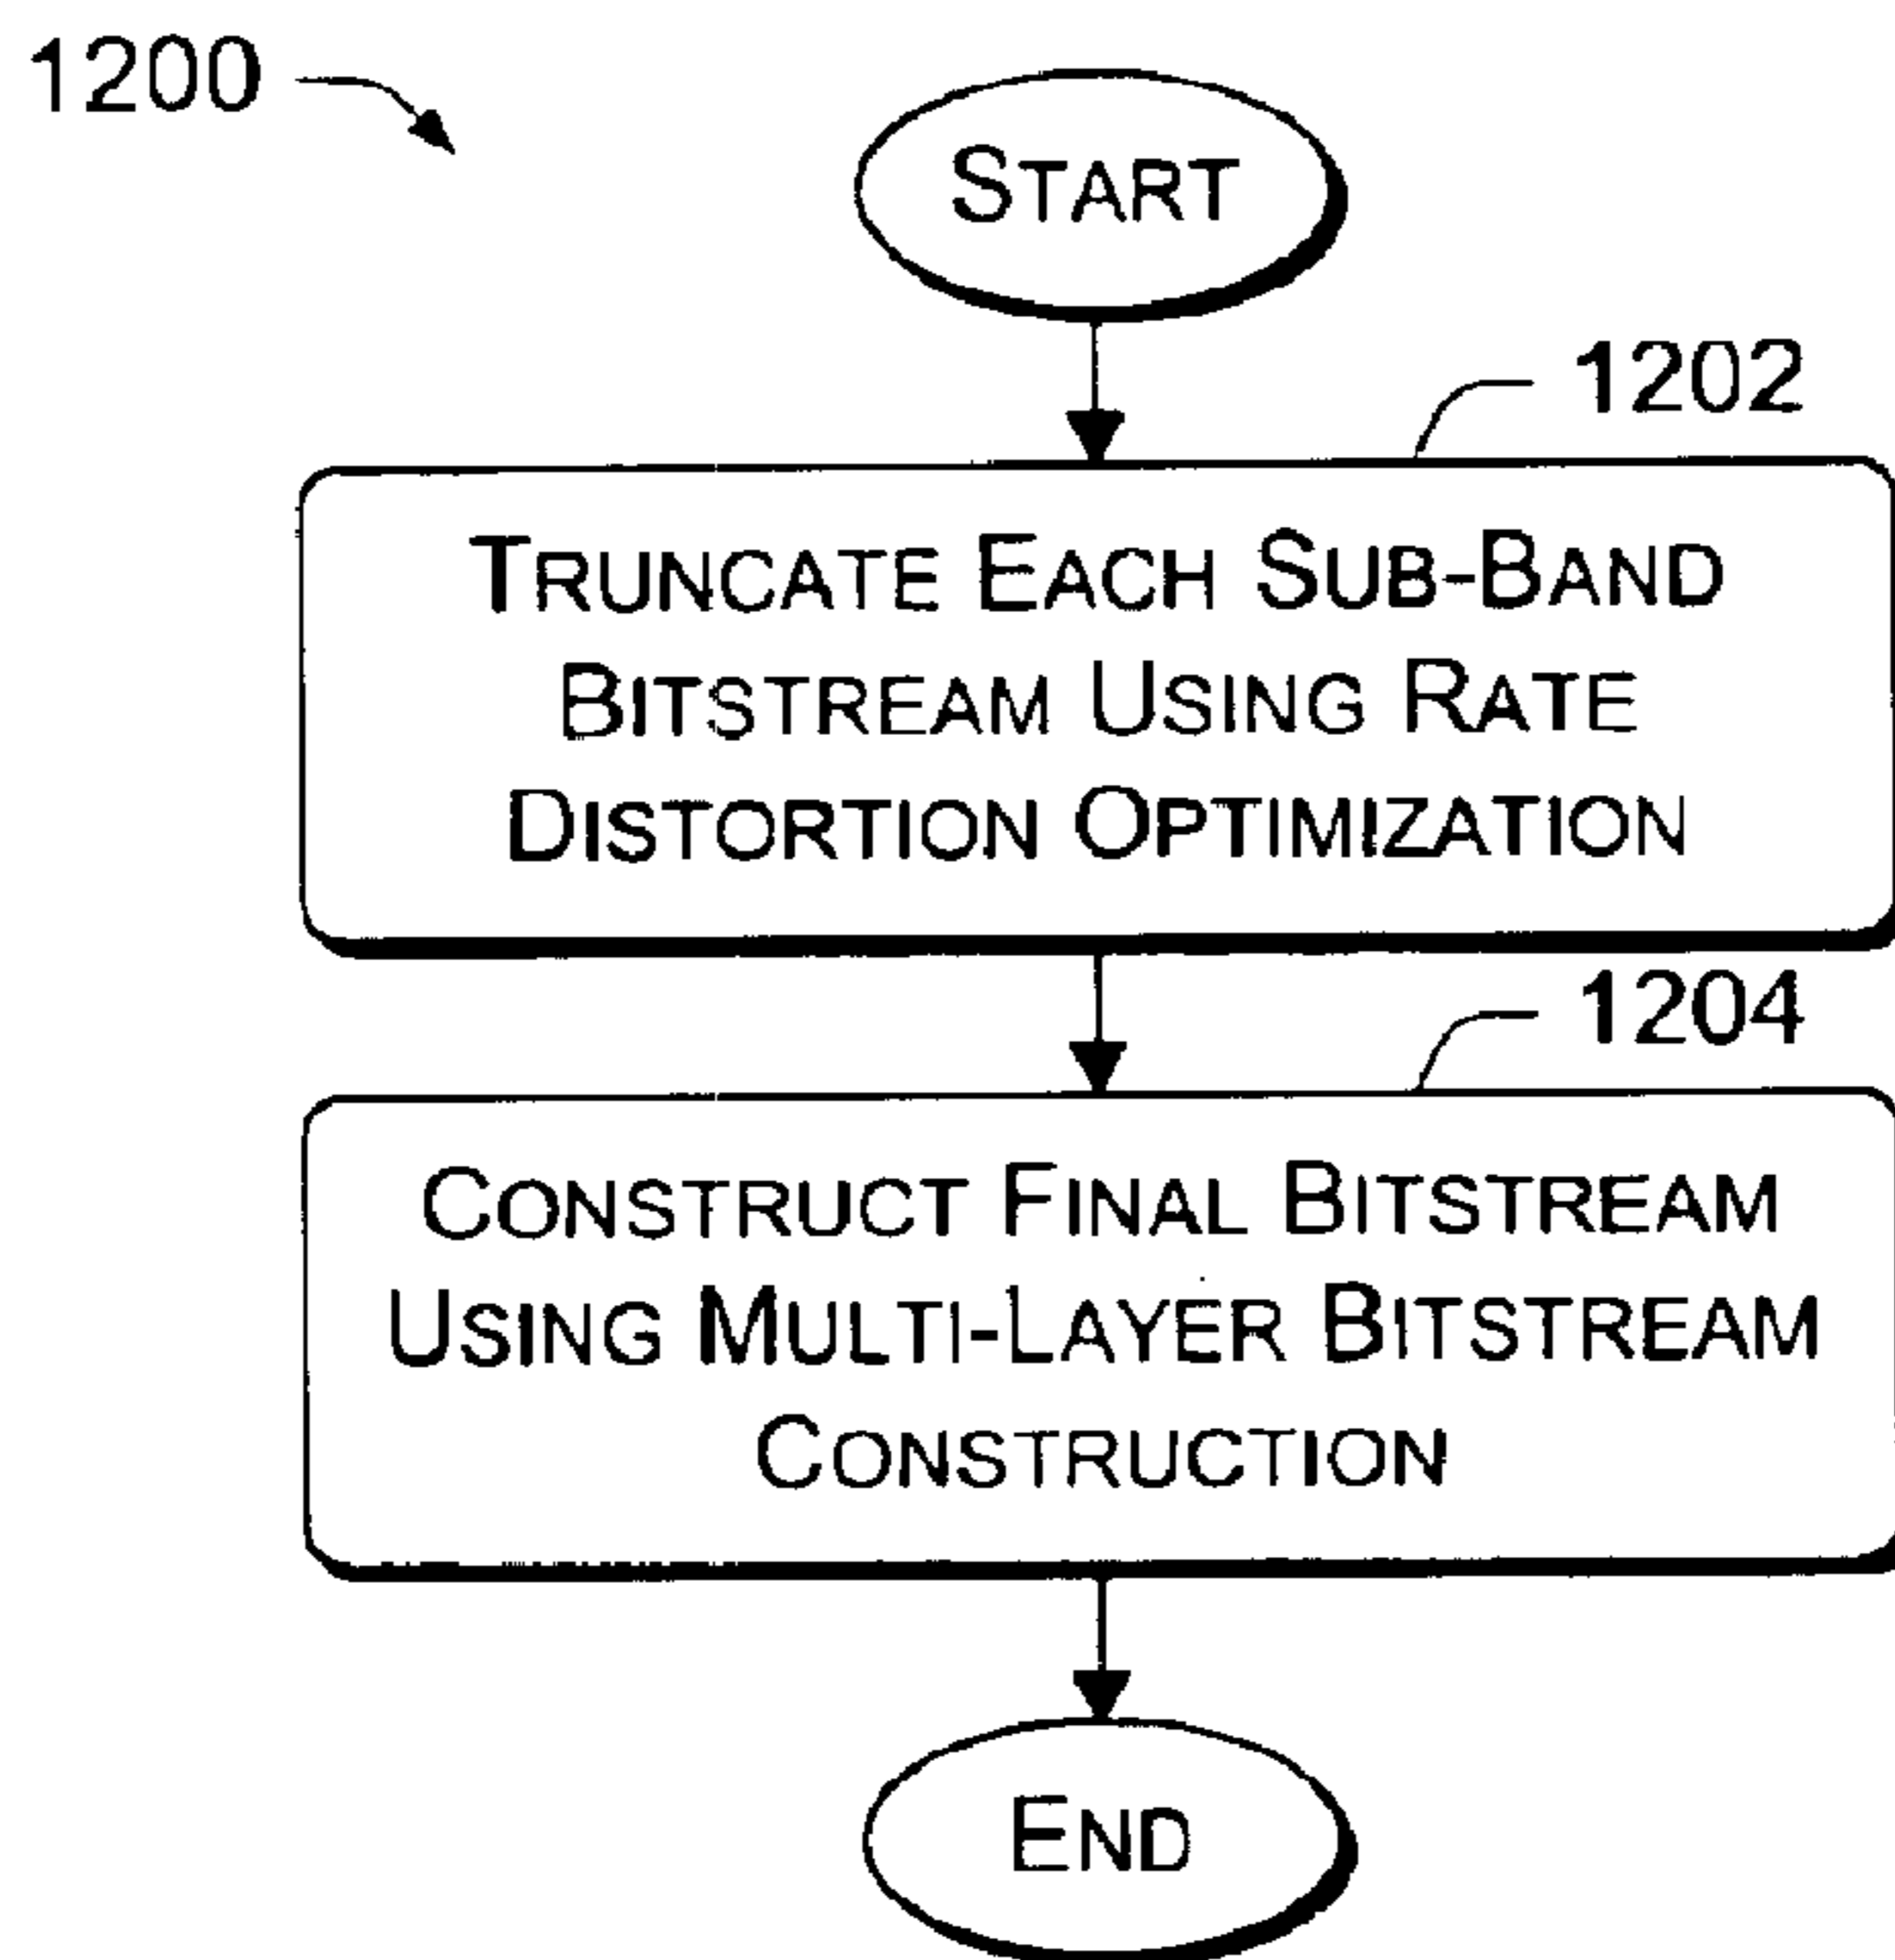 1200
START
1202
TRUNCATE EACH SUB-BAND
BITSTREAM USING RATE
DISTORTION OPTIMIZATION
1204
CONSTRUCT FINAL BITSTREAM
USING MULTI-LAYER BITSTREAM
CONSTRUCTION
END